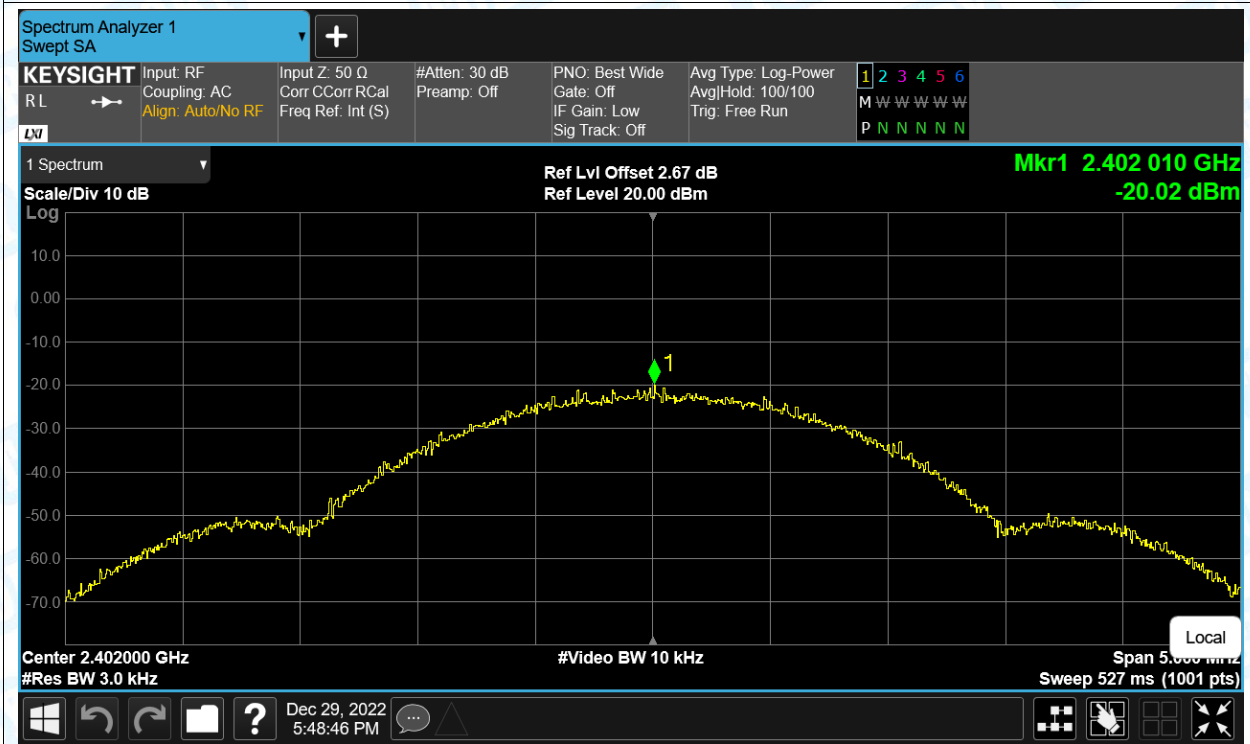 Spectrum Analyzer 1
Swept SA
KEYSIGHT
R L
LXI
Input: RF
Coupling: AC
Align: Auto/No RF
Input Z: 50 Ω
Corr CCorr RCal
Freq Ref: Int (S)
#Atten: 30 dB
Preamp: Off
PNO: Best Wide
Gate: Off
IF Gain: Low
Sig Track: Off
Avg Type: Log-Power
Avg|Hold: 100/100
Trig: Free Run
1 2 3 4 5 6
M W W W W W
P N N N N N
1 Spectrum
Scale/Div 10 dB
Log
Ref Lvl Offset 2.67 dB
Ref Level 20.00 dBm
Mkr1 2.402 010 GHz
-20.02 dBm
10.0
0.00
-10.0
1
-20.0
-30.0
-40.0
-50.0
-60.0
-70.0
Local
Center 2.402000 GHz
#Video BW 10 kHz
Span
#Res BW 3.0 kHz
Sweep 527 ms (1001 pts)
?
Dec 29, 2022
5:48:46 PM